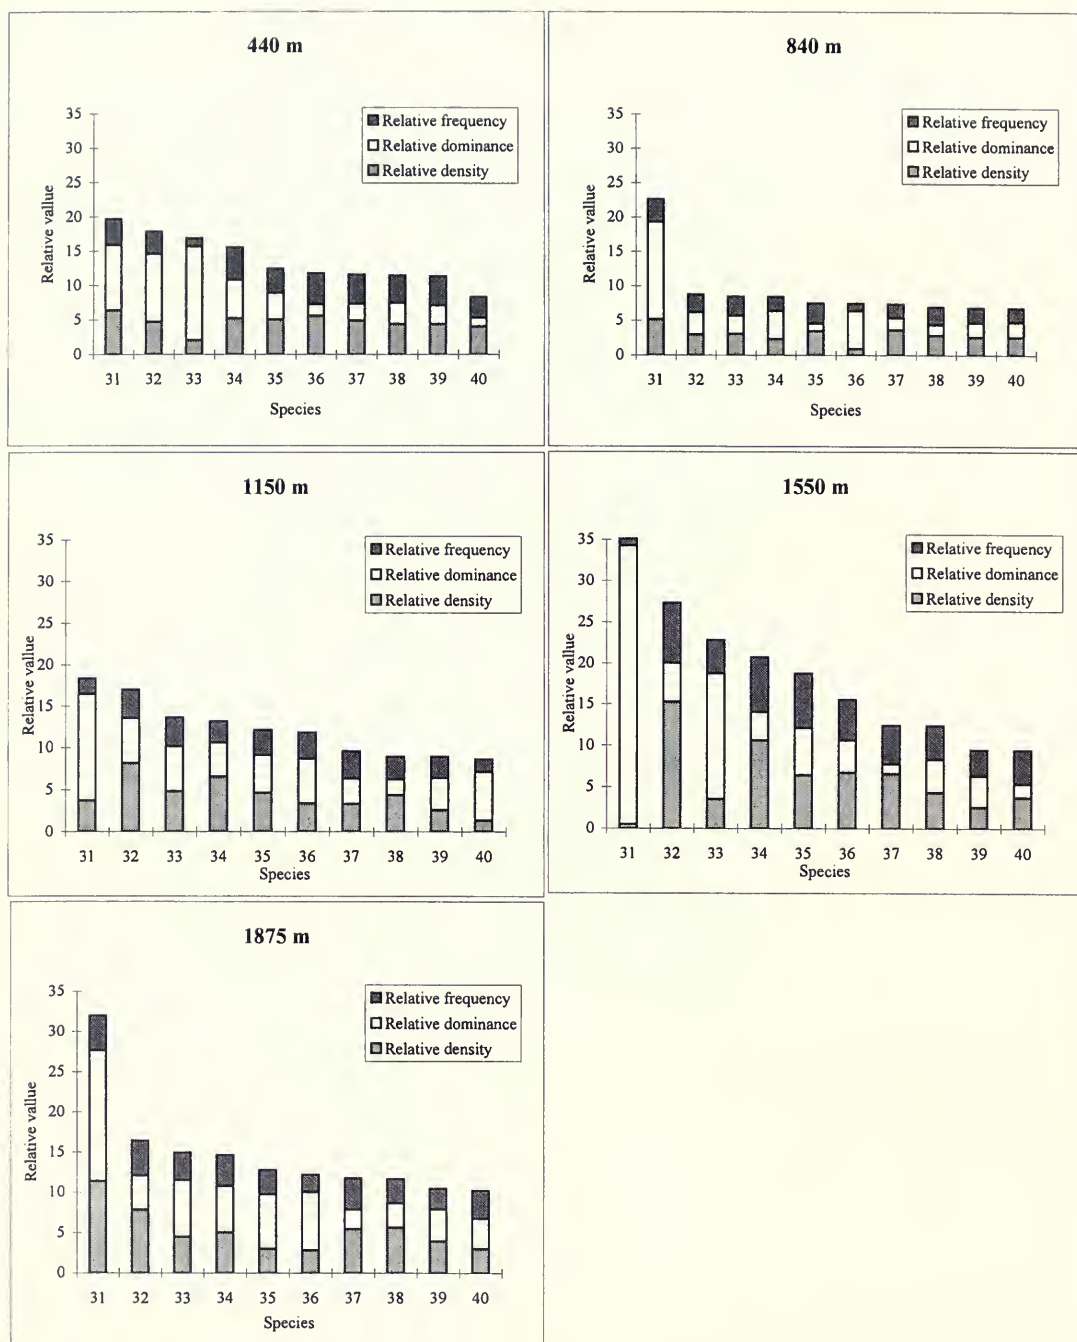 440 m
35
30
25
20
15
10
5
0
Relative vallue
Relative frequency
Relative dominance
Relative density
31 32 33 34 35 36 37 38 39 40
Species
840 m
35
30
25
20
15
10
5
0
Relative vallue
Relative frequency
Relative dominance
Relative density
31 32 33 34 35 36 37 38 39 40
Species
1150 m
35
30
25
20
15
10
5
0
Relative vallue
Relative frequency
Relative dominance
Relative density
31 32 33 34 35 36 37 38 39 40
Species
1550 m
35
30
25
20
15
10
5
0
Relative vallue
Relative frequency
Relative dominance
Relative density
31 32 33 34 35 36 37 38 39 40
Species
1875 m
35
30
25
20
15
10
5
0
Relative vallue
Relative frequency
Relative dominance
Relative density
31 32 33 34 35 36 37 38 39 40
Species